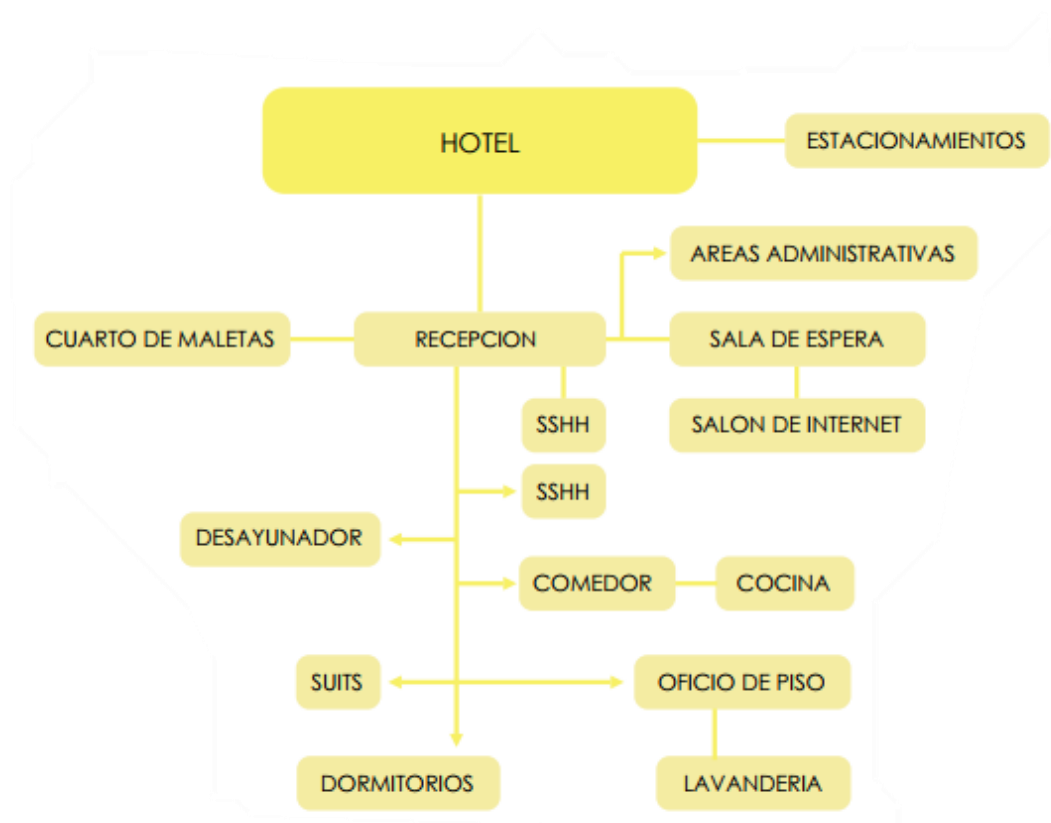 HOTEL
ESTACIONAMIENTOS
AREAS ADMINISTRATIVAS
CUARTO DE MALETAS
RECEPCION
SALA DE ESPERA
SSHH
SALON DE INTERNET
SSHH
DESAYUNADOR
COMEDOR
COCINA
SUITS
OFICIO DE PISO
DORMITORIOS
LAVANDERIA